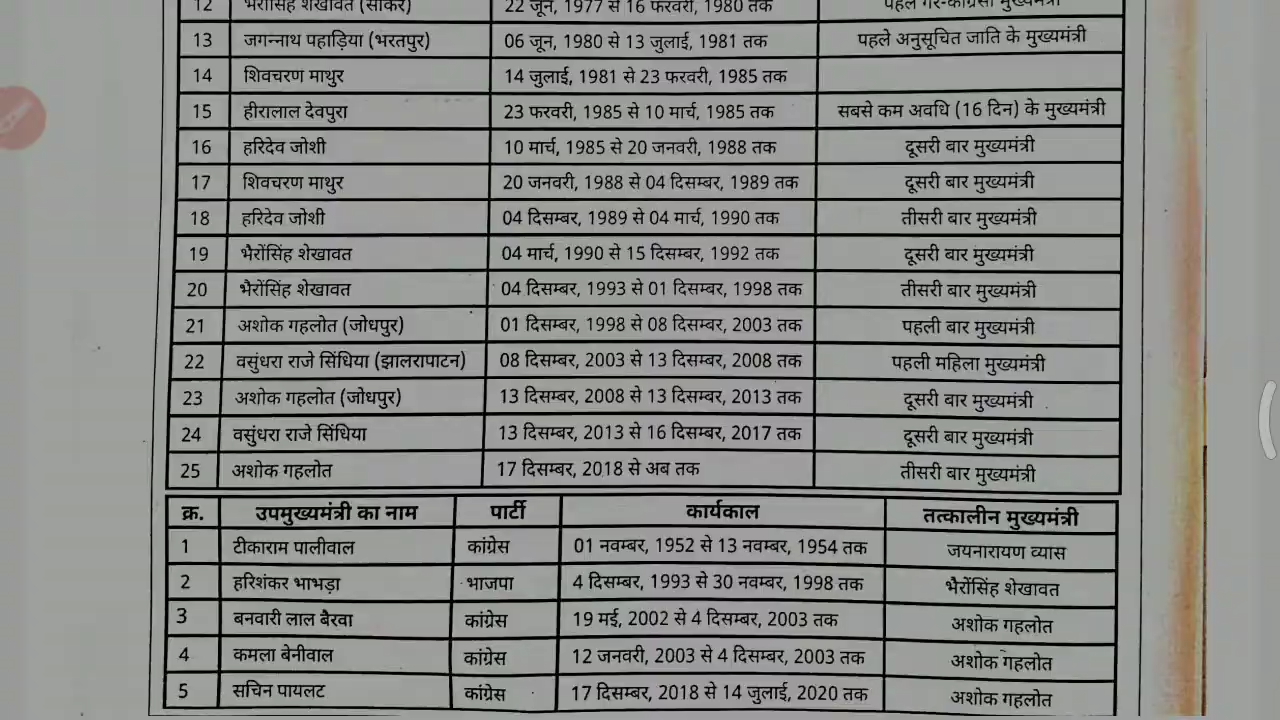 12 भैरोंसिंह शेखावत (सीकर) 22 जून, 1977 से 16 फरवरी, 1980 तक पहले गैर-कांग्रेसी मुख्यमंत्री
13 जगन्नाथ पहाड़िया (भरतपुर) 06 जून, 1980 से 13 जुलाई, 1981 तक पहले अनुसूचित जाति के मुख्यमंत्री
14 शिवचरण माथुर 14 जुलाई, 1981 से 23 फरवरी, 1985 तक
15 हीरालाल देवपुरा 23 फरवरी, 1985 से 10 मार्च, 1985 तक सबसे कम अवधि (16 दिन) के मुख्यमंत्री
16 हरिदेव जोशी 10 मार्च, 1985 से 20 जनवरी, 1988 तक दूसरी बार मुख्यमंत्री
17 शिवचरण माथुर 20 जनवरी, 1988 से 04 दिसम्बर, 1989 तक दूसरी बार मुख्यमंत्री
18 हरिदेव जोशी 04 दिसम्बर, 1989 से 04 मार्च, 1990 तक तीसरी बार मुख्यमंत्री
19 भैरोंसिंह शेखावत 04 मार्च, 1990 से 15 दिसम्बर, 1992 तक दूसरी बार मुख्यमंत्री
20 भैरोंसिंह शेखावत 04 दिसम्बर, 1993 से 01 दिसम्बर, 1998 तक तीसरी बार मुख्यमंत्री
21 अशोक गहलोत (जोधपुर) 01 दिसम्बर, 1998 से 08 दिसम्बर, 2003 तक पहली बार मुख्यमंत्री
22 वसुंधरा राजे सिंधिया (झालरापाटन) 08 दिसम्बर, 2003 से 13 दिसम्बर, 2008 तक पहली महिला मुख्यमंत्री
23 अशोक गहलोत (जोधपुर) 13 दिसम्बर, 2008 से 13 दिसम्बर, 2013 तक दूसरी बार मुख्यमंत्री
24 वसुंधरा राजे सिंधिया 13 दिसम्बर, 2013 से 16 दिसम्बर, 2017 तक दूसरी बार मुख्यमंत्री
25 अशोक गहलोत 17 दिसम्बर, 2018 से अब तक तीसरी बार मुख्यमंत्री
क्र. उपमुख्यमंत्री का नाम पार्टी कार्यकाल तत्कालीन मुख्यमंत्री
1 टीकाराम पालीवाल कांग्रेस 01 नवम्बर, 1952 से 13 नवम्बर, 1954 तक जयनारायण व्यास
2 हरिशंकर भाभड़ा भाजपा 4 दिसम्बर, 1993 से 30 नवम्बर, 1998 तक भैरोंसिंह शेखावत
3 बनवारी लाल बैरवा कांग्रेस 19 मई, 2002 से 4 दिसम्बर, 2003 तक अशोक गहलोत
4 कमला बेनीवाल कांग्रेस 12 जनवरी, 2003 से 4 दिसम्बर, 2003 तक अशोक गहलोत
5 सचिन पायलट कांग्रेस 17 दिसम्बर, 2018 से 14 जुलाई, 2020 तक अशोक गहलोत